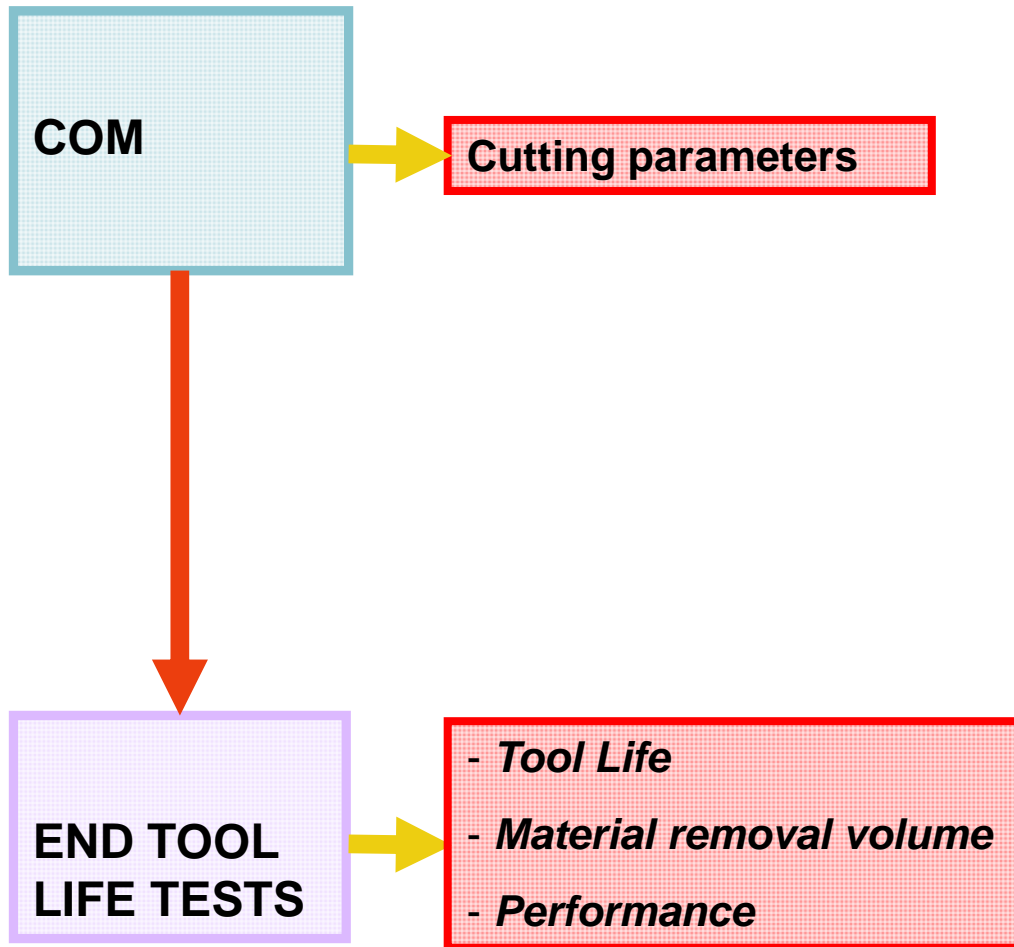 COM
Cutting parameters
END TOOL
LIFE TESTS
- Tool Life
- Material removal volume
- Performance